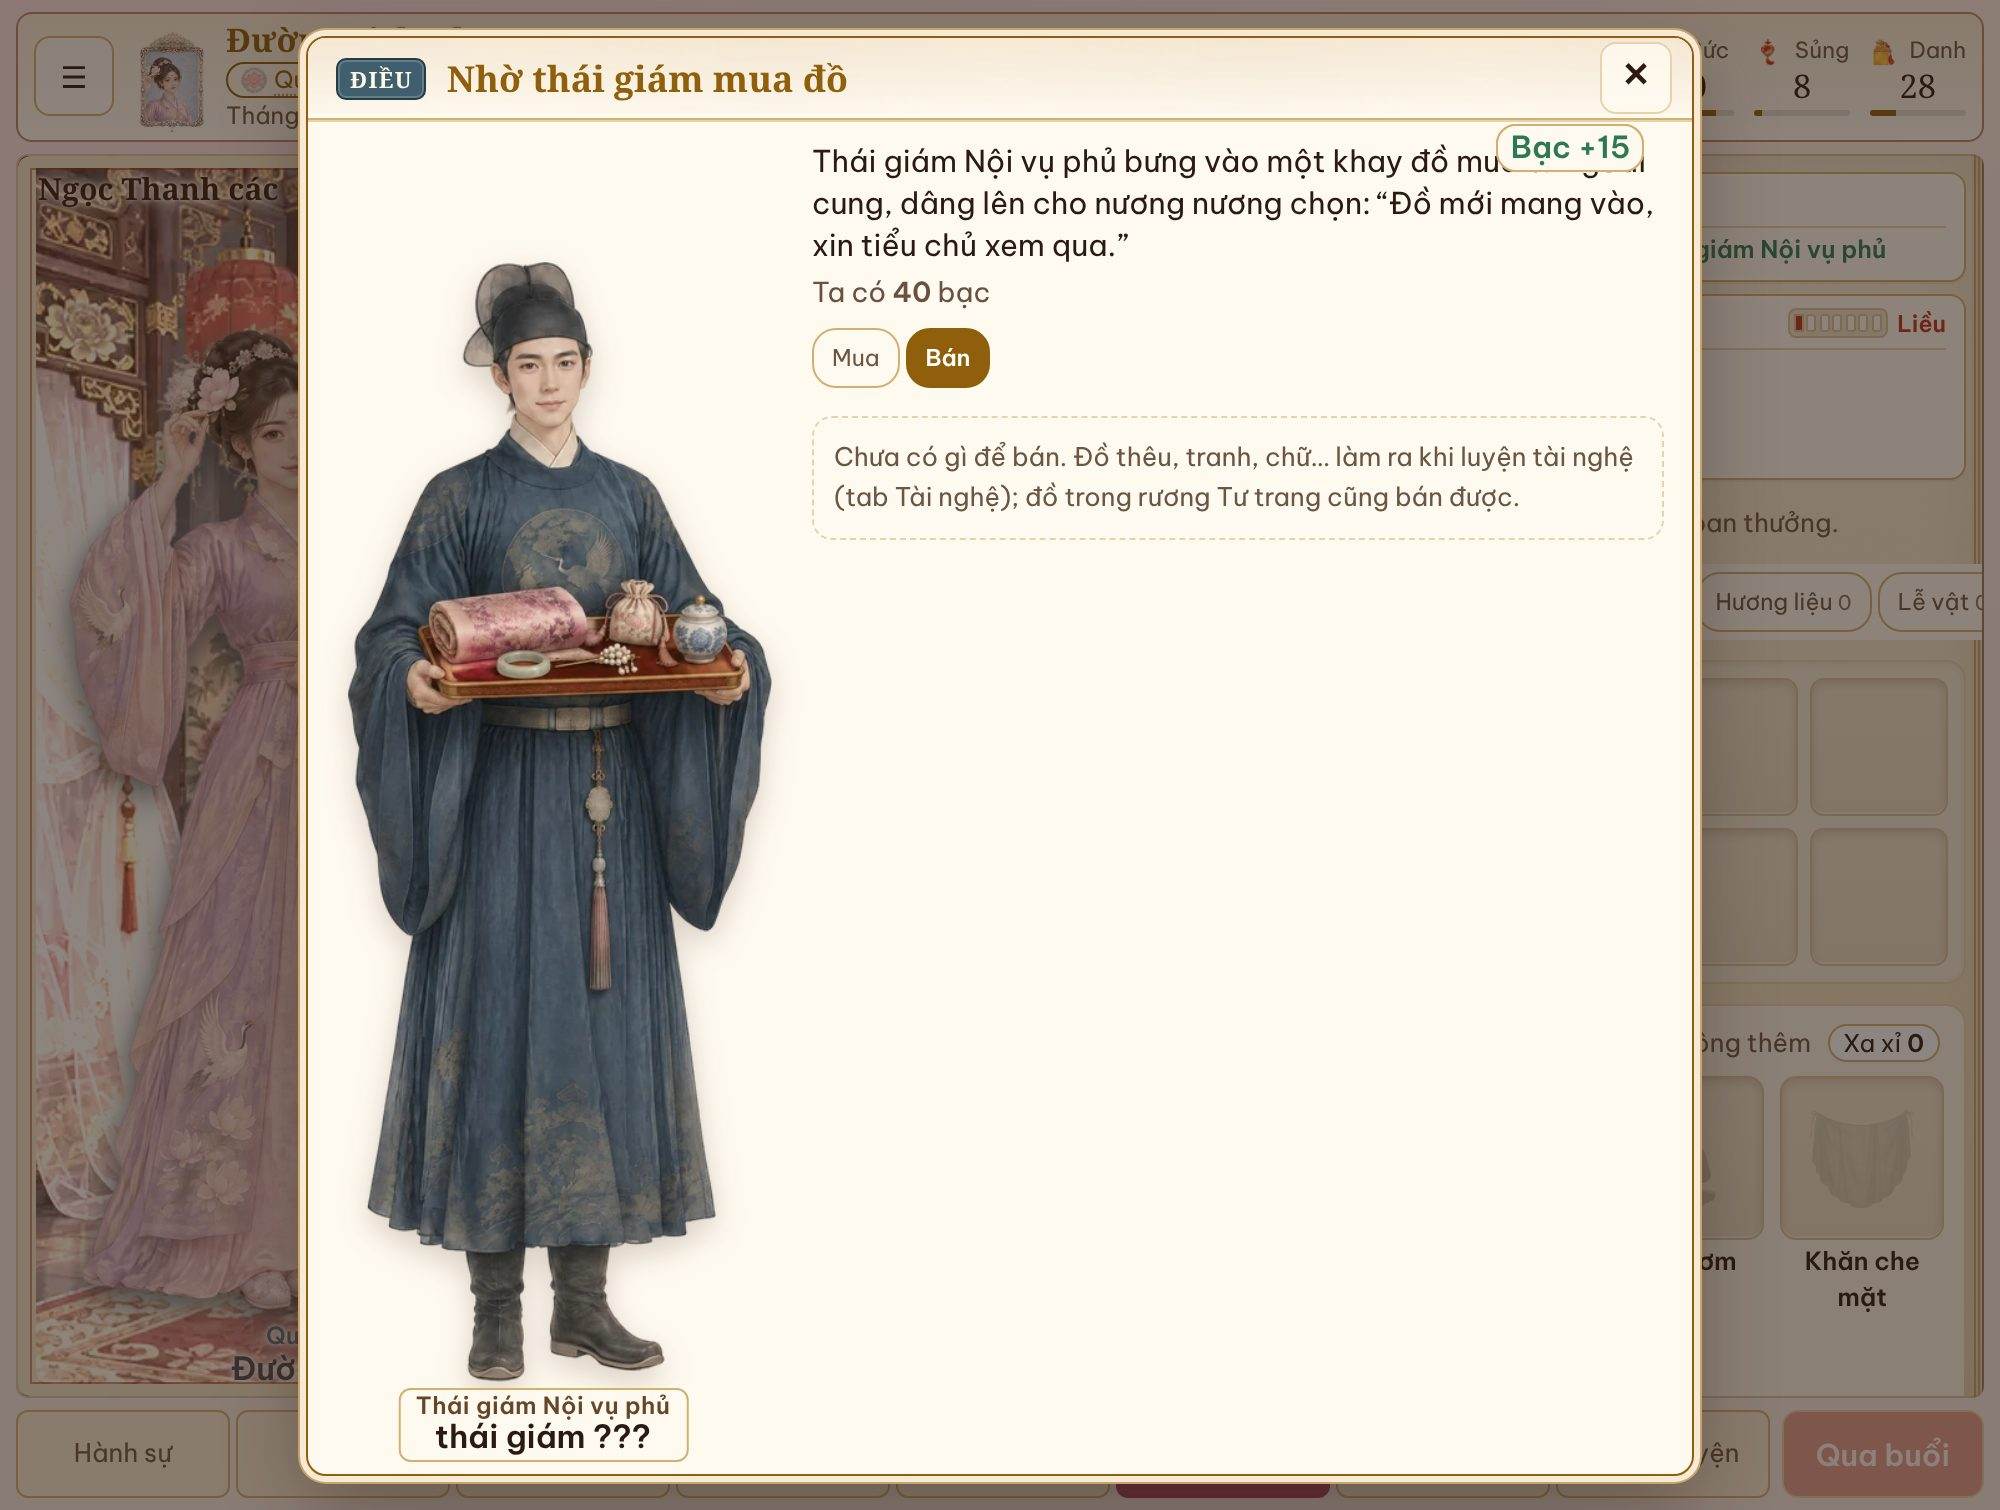 ☰
Tháng
Sủng
8
Danh
28
ĐIỀU
Nhờ thái giám mua đồ
✕
Bạc +15
Thái giám Nội vụ phủ bưng vào một khay đồ
cung, dâng lên cho nương nương chọn: “Đồ mới mang vào,
xin tiểu chủ xem qua.”
Ta có 40 bạc
Mua
Bán
Chưa có gì để bán. Đồ thêu, tranh, chữ... làm ra khi luyện tài nghệ
(tab Tài nghệ); đồ trong rương Tư trang cũng bán được.
Thái giám Nội vụ phủ
thái giám ???
Ngọc Thanh các
giám Nội vụ phủ
Liều
thưởng.
Hương liệu 0
Lễ vật
thêm
Xa xỉ 0
Khăn che
mặt
Hành sự
Qua buổi